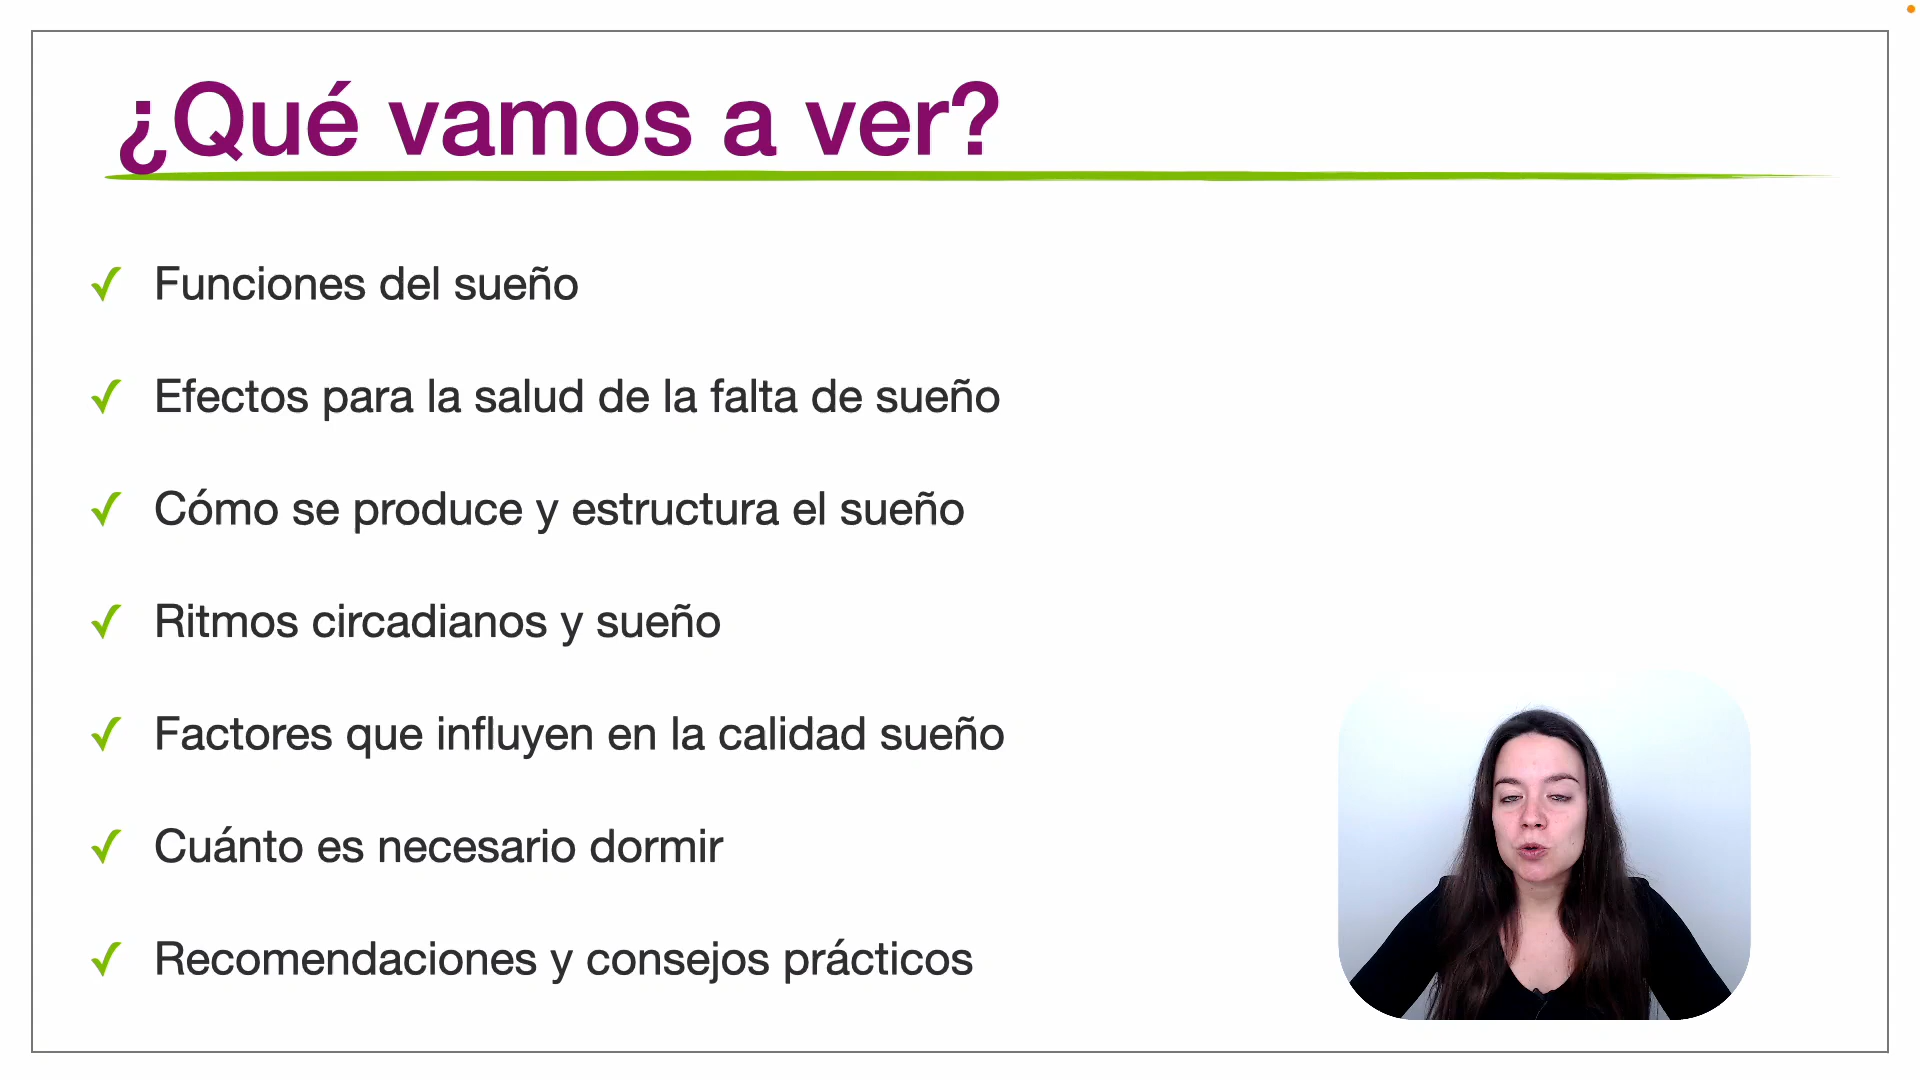 ¿Qué vamos a ver?
✓ Funciones del sueño
✓ Efectos para la salud de la falta de sueño
✓ Cómo se produce y estructura el sueño
✓ Ritmos circadianos y sueño
✓ Factores que influyen en la calidad sueño
✓ Cuánto es necesario dormir
✓ Recomendaciones y consejos prácticos